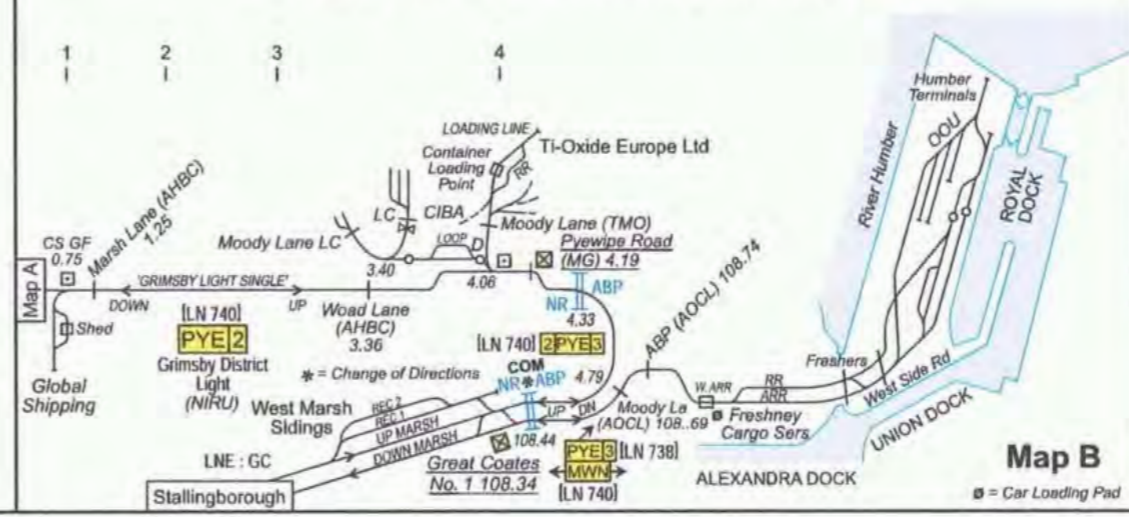 1 2 3 4
Humber
Terminals
OOU
River Humber
ROYAL
DOCK
LOADING LINE
Container
Loading
Point
RR
Ti-Oxide Europe Ltd
LC
CIBA
Moody Lane (TMO)
Moody Lane LC
LOOP
D
Pyewipe Road
(MG) 4.19
CS GF
0.75
Marsh Lane (AHBC)
1.25
Map A
'GRIMSBY LIGHT SINGLE'
DOWN
UP
3.40
4.06
NR
ABP
4.33
Woad Lane
(AHBC)
3.36
[LN 740]
PYE 2
Grimsby District
Light
(NIRU)
Shed
Global
Shipping
[LN 740] 2 PYE 3
COM
NR * ABP
4.79
* = Change of Directions
ABP (AOCL) 108.74
Freshers
West Side Rd
W.ARR
RR
ARR
Freshney
Cargo Sers.
UNION DOCK
West Marsh
Sidings
REC 2
REC 1
UP MARSH
DOWN MARSH
UP
DN
Moody La
(AOCL) 108..69
108.44
Great Coates
No. 1 108.34
PYE 3 [LN 738]
MWN
[LN 740]
ALEXANDRA DOCK
LNE : GC
Stallingborough
Map B
ø = Car Loading Pad